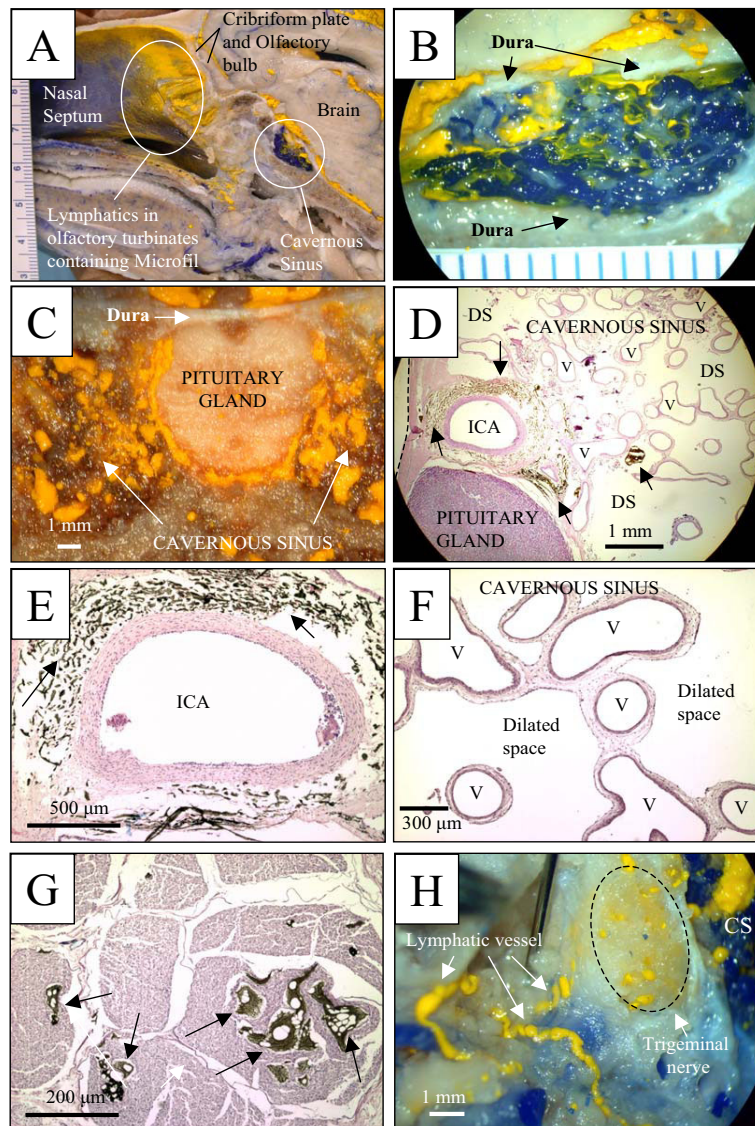 A
Cribriform plate
and Olfactory
bulb
Nasal
Septum
Brain
Lymphatics in
olfactory turbinates
containing Microfil
Cavernous
Sinus
B
Dura
Dura
C
Dura
PITUITARY
GLAND
1 mm
CAVERNOUS SINUS
D
DS
CAVERNOUS SINUS
V
V
V
V
DS
V
ICA
V
DS
PITUITARY
GLAND
1 mm
E
ICA
500 µm
F
CAVERNOUS SINUS
V
V
V
Dilated
space
Dilated
space
V
V
V
300 µm
G
200 µm
H
Lymphatic vessel
CS
Trigeminal
nerve
1 mm